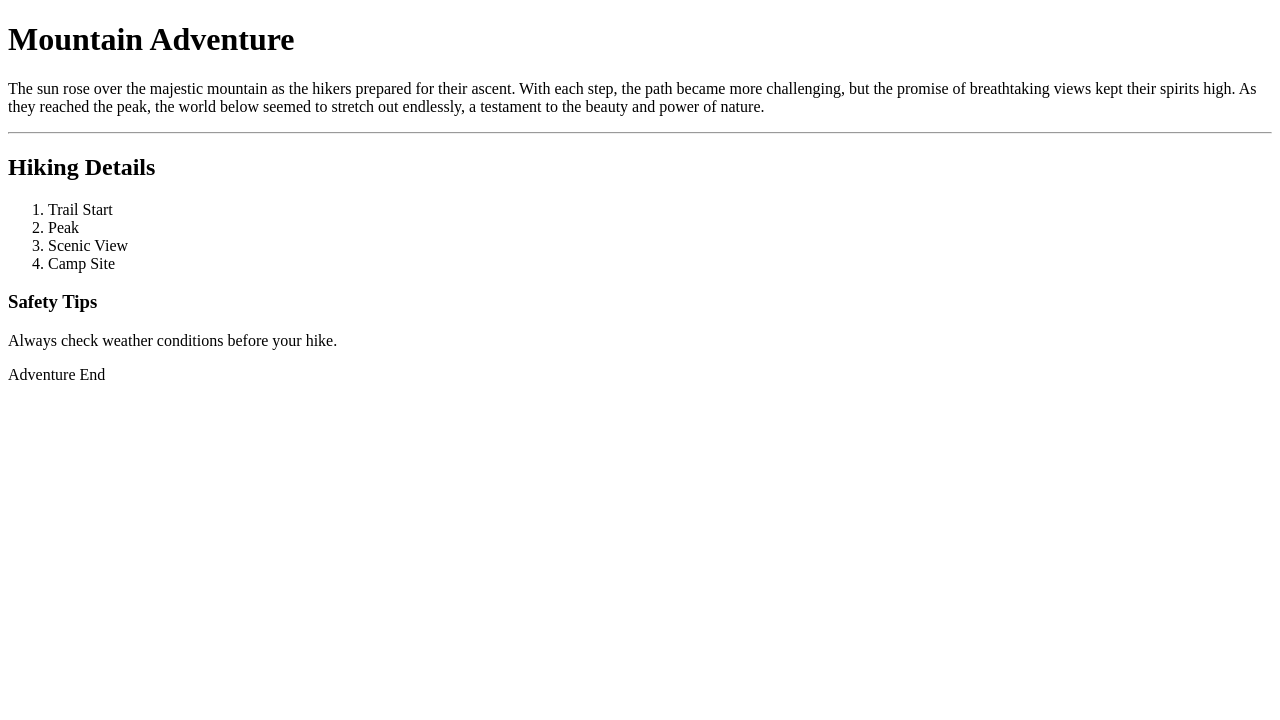 Mountain Adventure
The sun rose over the majestic mountain as the hikers prepared for their ascent. With each step, the path became more challenging, but the promise of breathtaking views kept their spirits high. As
they reached the peak, the world below seemed to stretch out endlessly, a testament to the beauty and power of nature.
Hiking Details
1. Trail Start
2. Peak
3. Scenic View
4. Camp Site
Safety Tips
Always check weather conditions before your hike.
Adventure End